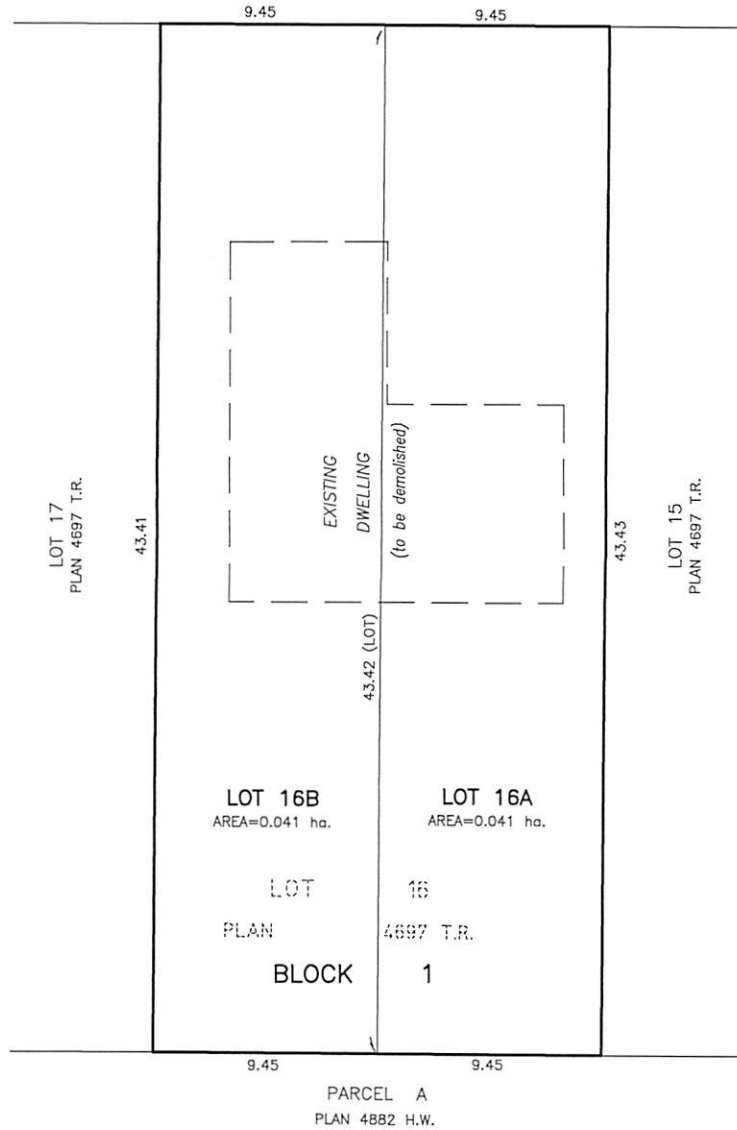 9.45 9.45
LOT 17
PLAN 4697 T.R.
43.41
EXISTING
DWELLING
(to be demolished)
43.43
LOT 15
PLAN 4697 T.R.
43.42 (LOT)
LOT 16B
AREA=0.041 ha.
LOT 16A
AREA=0.041 ha.
LOT 16
PLAN 4697 T.R.
BLOCK 1
9.45 9.45
PARCEL A
PLAN 4882 H.W.